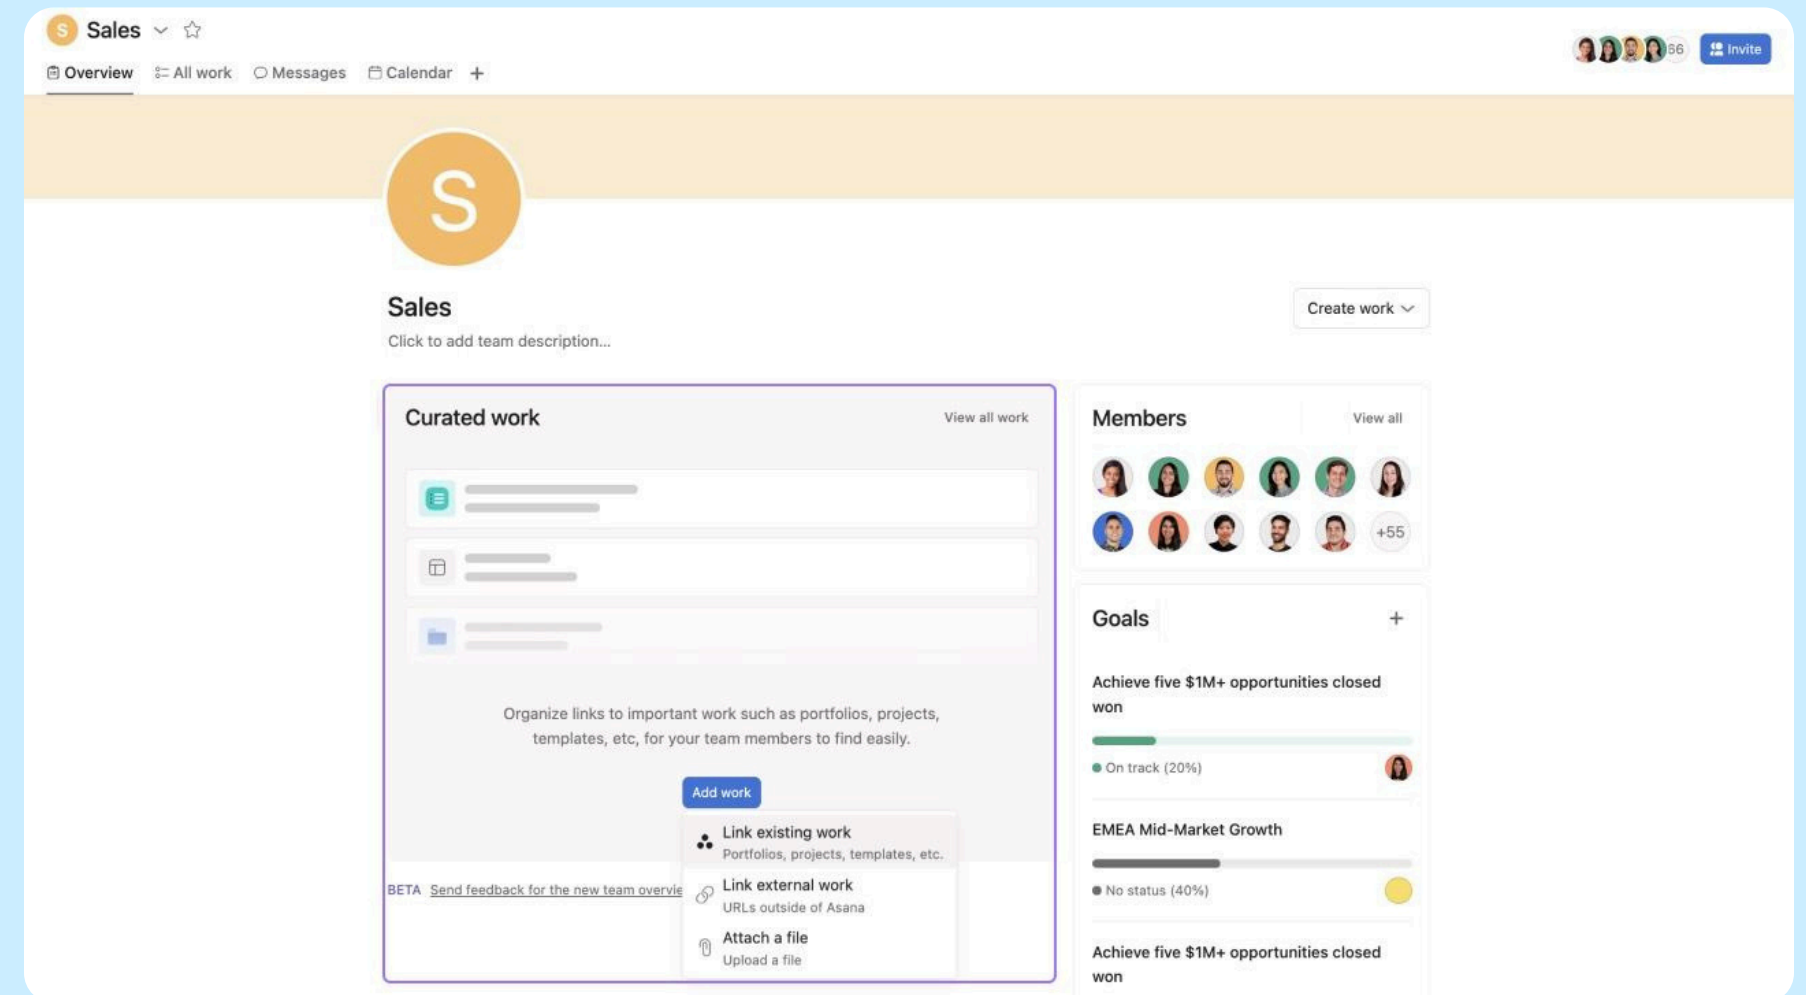 S Sales
66 Invite
Overview All work Messages Calendar +
S
Sales
Create work
Click to add team description...
Curated work
View all work
Organize links to important work such as portfolios, projects,
templates, etc, for your team members to find easily.
Add work
Link existing work
Portfolios, projects, templates, etc.
Link external work
URLs outside of Asana
Attach a file
Upload a file
BETA Send feedback for the new team
Members
View all
+55
Goals
+
Achieve five $1M+ opportunities closed
won
On track (20%)
EMEA Mid-Market Growth
No status (40%)
Achieve five $1M+ opportunities closed
won